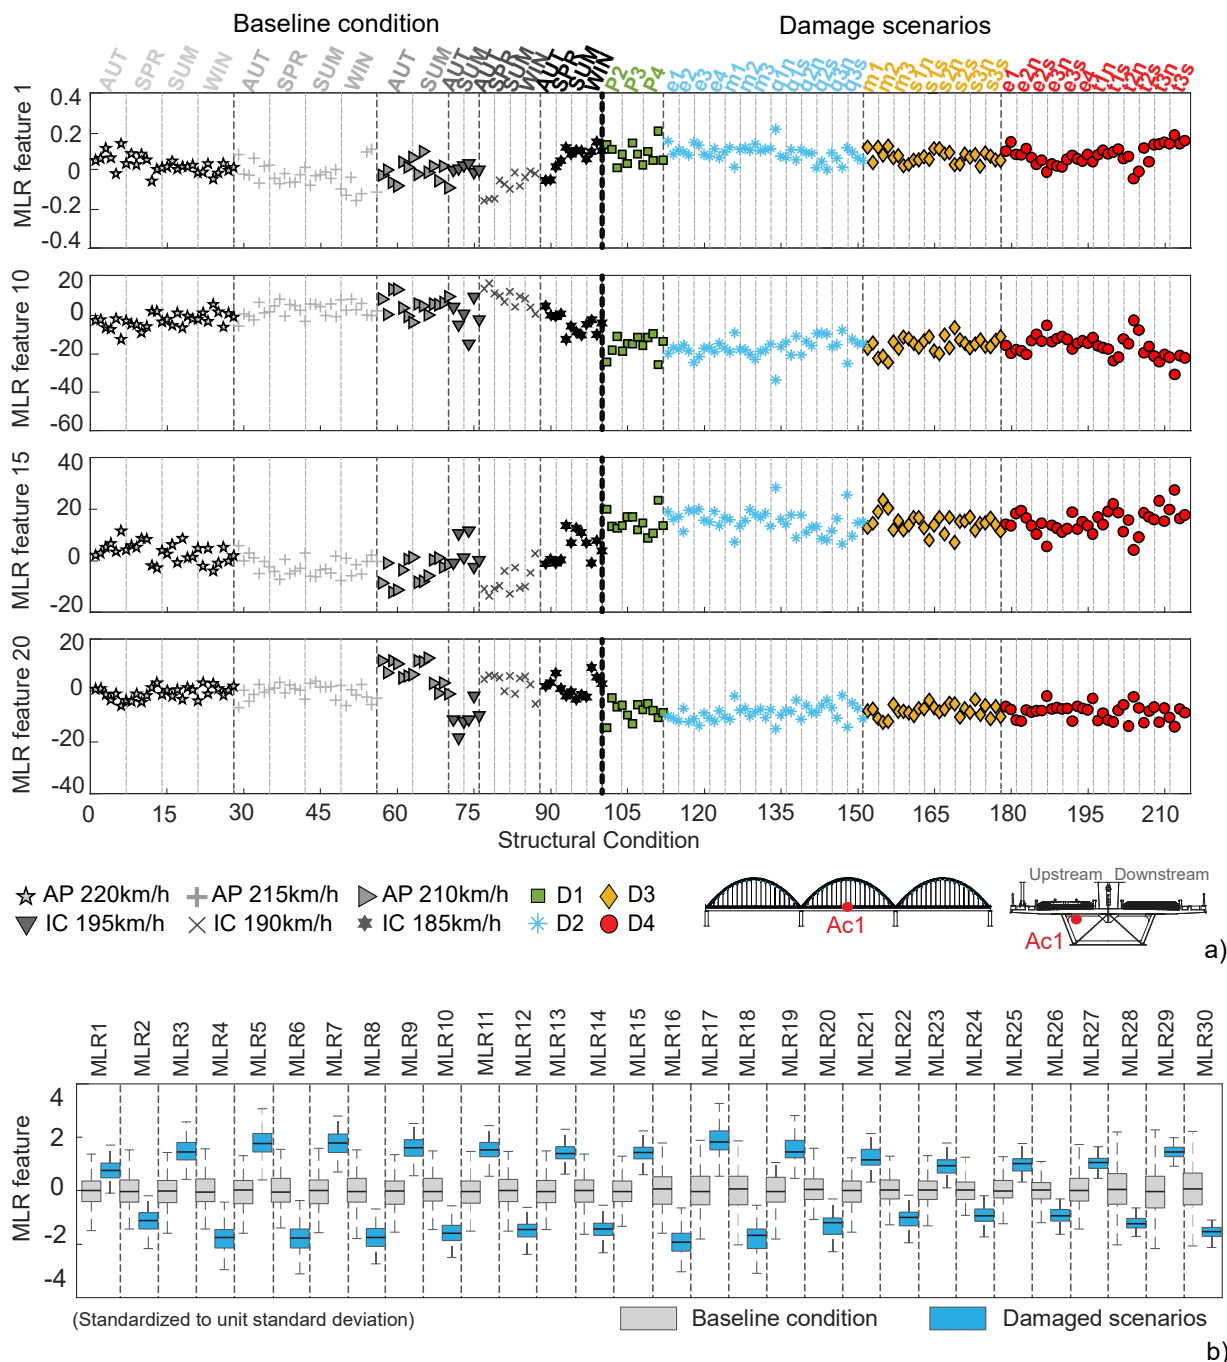 Baseline condition
Damage scenarios
AUT SPR SUM WIN AUT SPR SUM WIN AUT SUM AUT SUM AUT SPR SUM WIN AUT SPR SUM WIN P2 P3 P4
MLR feature 1
0.4
0.2
0
-0.2
-0.4
MLR feature 10
20
0
-20
-40
-60
MLR feature 15
40
20
0
-20
MLR feature 20
20
0
-20
-40
0 15 30 45 60 75 90 105 120 135 150 165 180 195 210
Structural Condition
AP 220km/h AP 215km/h AP 210km/h D1 D3
IC 195km/h IC 190km/h IC 185km/h D2 D4
Ac1
Upstream Downstream
Ac1
a)
MLR1 MLR2 MLR3 MLR4 MLR5 MLR6 MLR7 MLR8 MLR9 MLR10 MLR11 MLR12 MLR13 MLR14 MLR15 MLR16 MLR17 MLR18 MLR19 MLR20 MLR21 MLR22 MLR23 MLR24 MLR25 MLR26 MLR27 MLR28 MLR29 MLR30
MLR feature
4
2
0
-2
-4
(Standardized to unit standard deviation)
Baseline condition
Damaged scenarios
b)